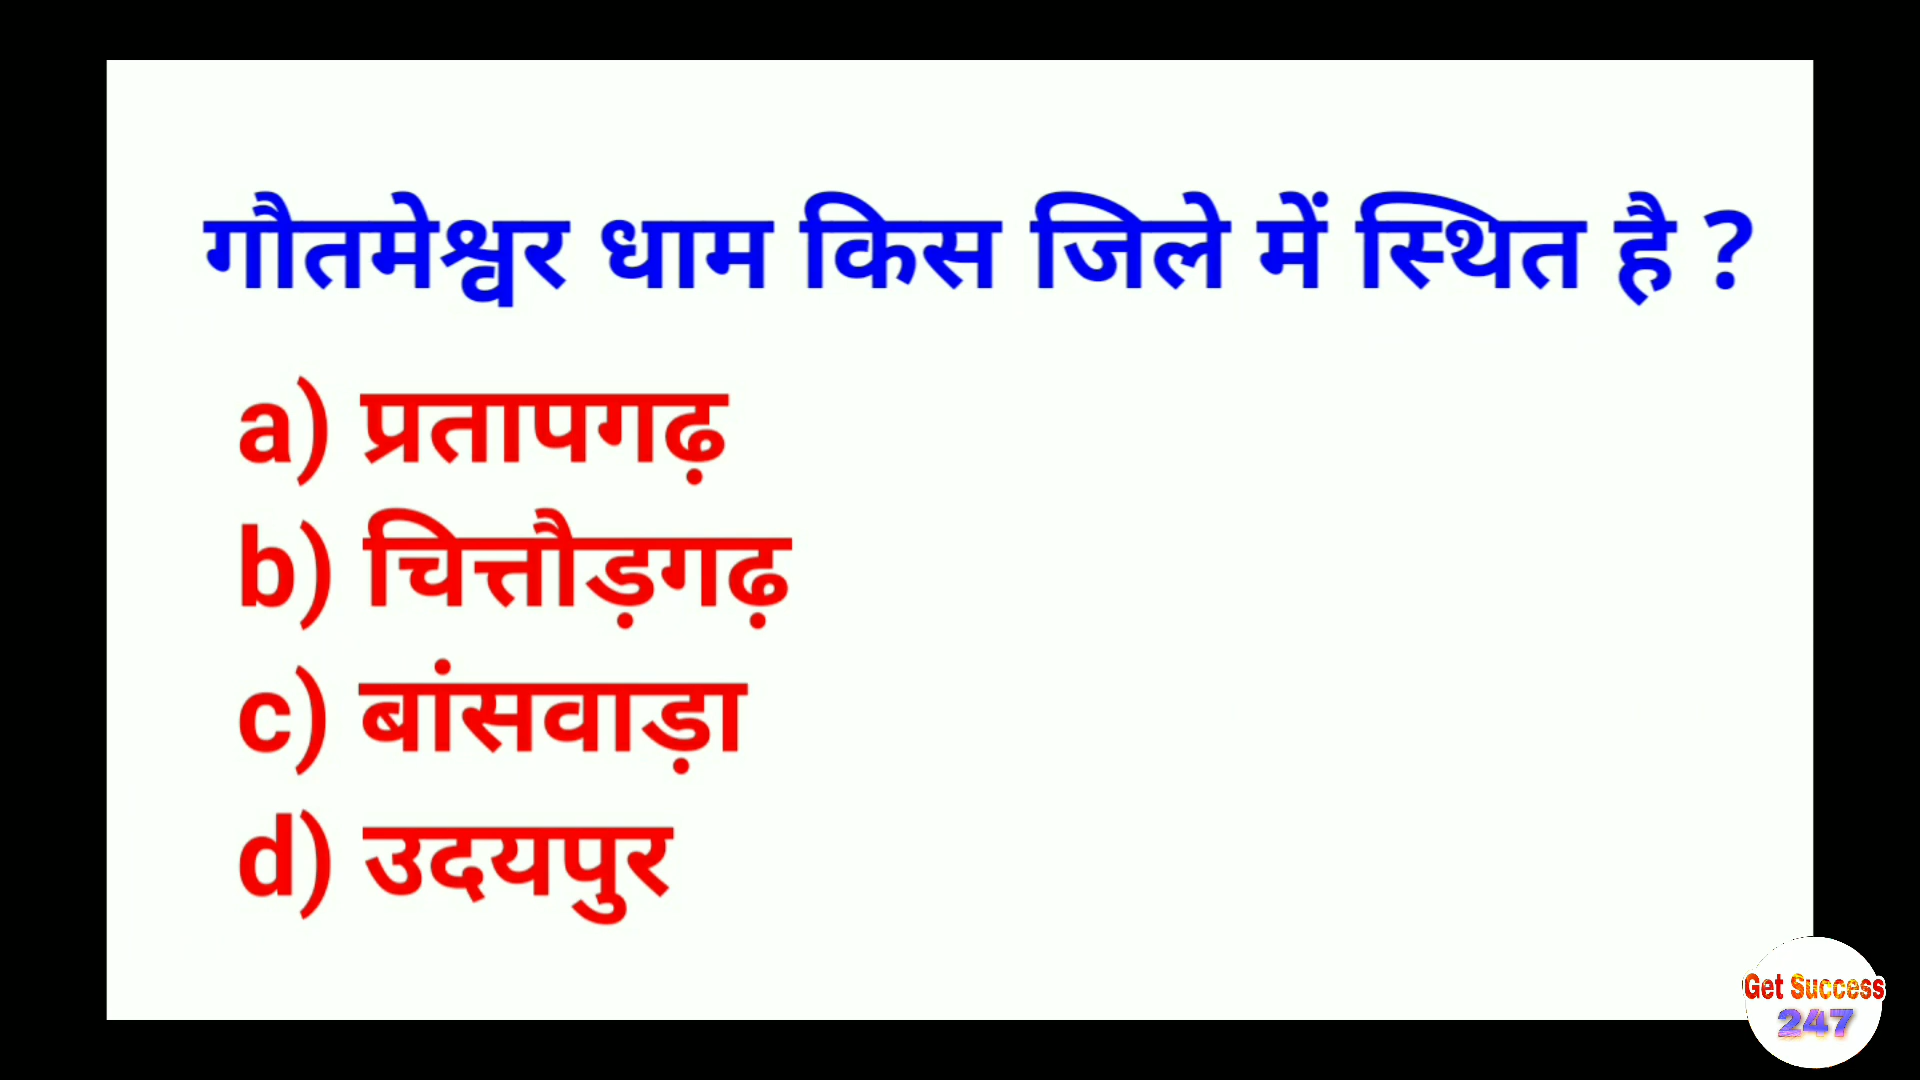 गौतमेश्वर धाम किस जिले में स्थित है ?
a) प्रतापगढ़
b) चित्तौड़गढ़
c) बांसवाड़ा
d) उदयपुर
Get Success
247